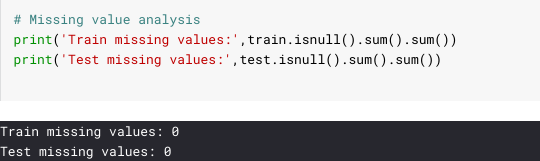 # Missing value analysis
print('Train missing values:',train.isnull().sum().sum())
print('Test missing values:',test.isnull().sum().sum())
Train missing values: 0
Test missing values: 0